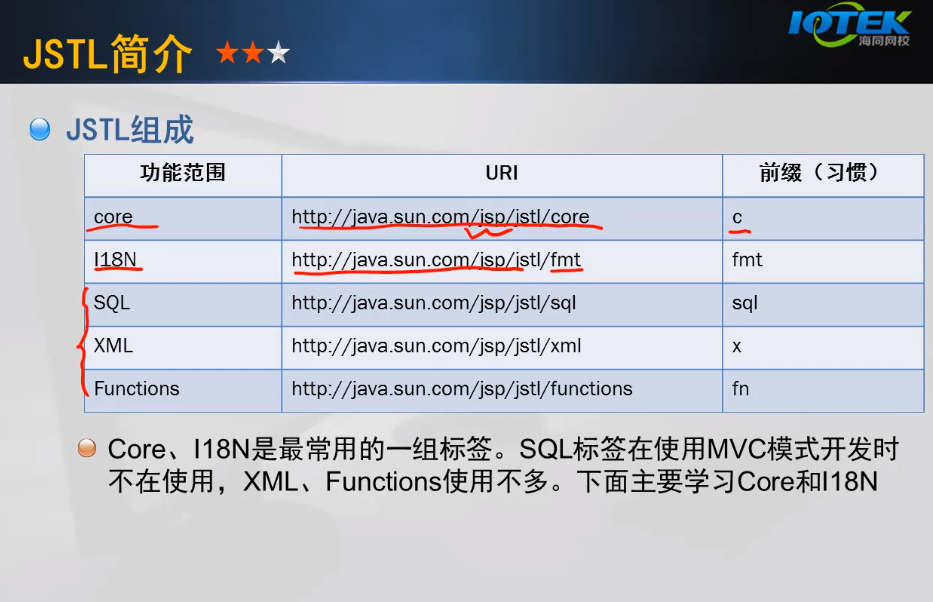 JSTL简介
IOTEK
海同网校
JSTL组成
功能范围 URI 前缀（习惯）
core http://java.sun.com/jsp/jstl/core c
I18N http://java.sun.com/jsp/jstl/fmt fmt
SQL http://java.sun.com/jsp/jstl/sql sql
XML http://java.sun.com/jsp/jstl/xml x
Functions http://java.sun.com/jsp/jstl/functions fn
Core、I18N是最常用的一组标签。SQL标签在使用MVC模式开发时
不在使用，XML、Functions使用不多。下面主要学习Core和I18N